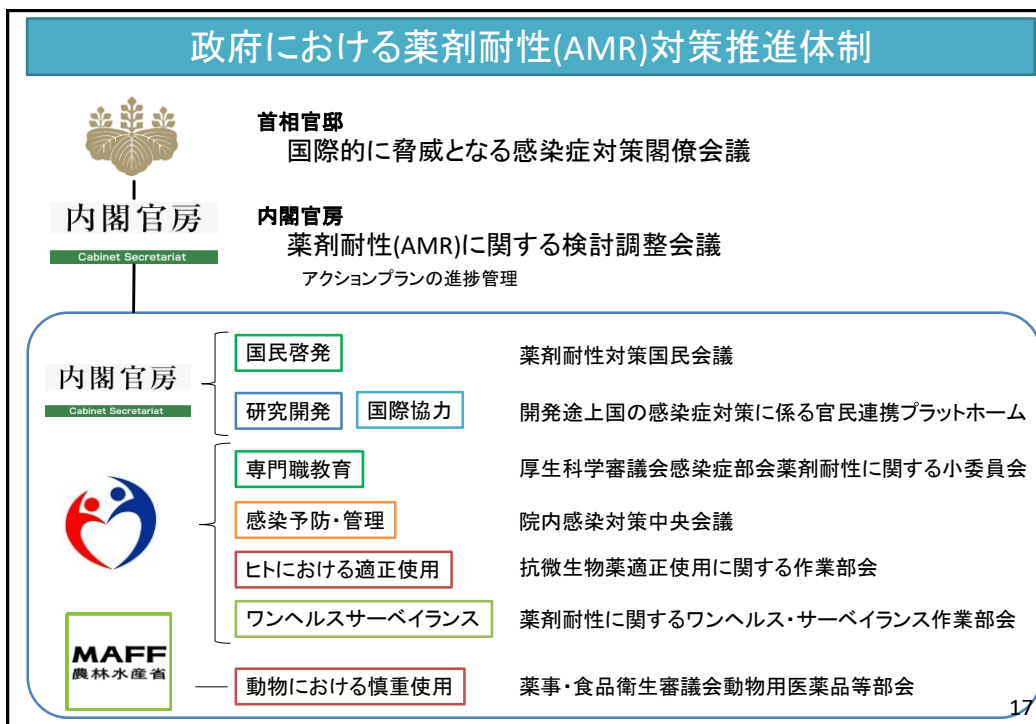 政府における薬剤耐性(AMR)対策推進体制
首相官邸
国際的に脅威となる感染症対策閣僚会議
内閣官房
Cabinet Secretariat
内閣官房
薬剤耐性(AMR)に関する検討調整会議
アクションプランの進捗管理
内閣官房
Cabinet Secretariat
国民啓発 薬剤耐性対策国民会議
研究開発 国際協力 開発途上国の感染症対策に係る官民連携プラットホーム
専門職教育 厚生科学審議会感染症部会薬剤耐性に関する小委員会
感染予防・管理 院内感染対策中央会議
ヒトにおける適正使用 抗微生物薬適正使用に関する作業部会
ワンヘルスサーベイランス 薬剤耐性に関するワンヘルス・サーベイランス作業部会
MAFF
農林水産省
動物における慎重使用 薬事・食品衛生審議会動物用医薬品等部会
17